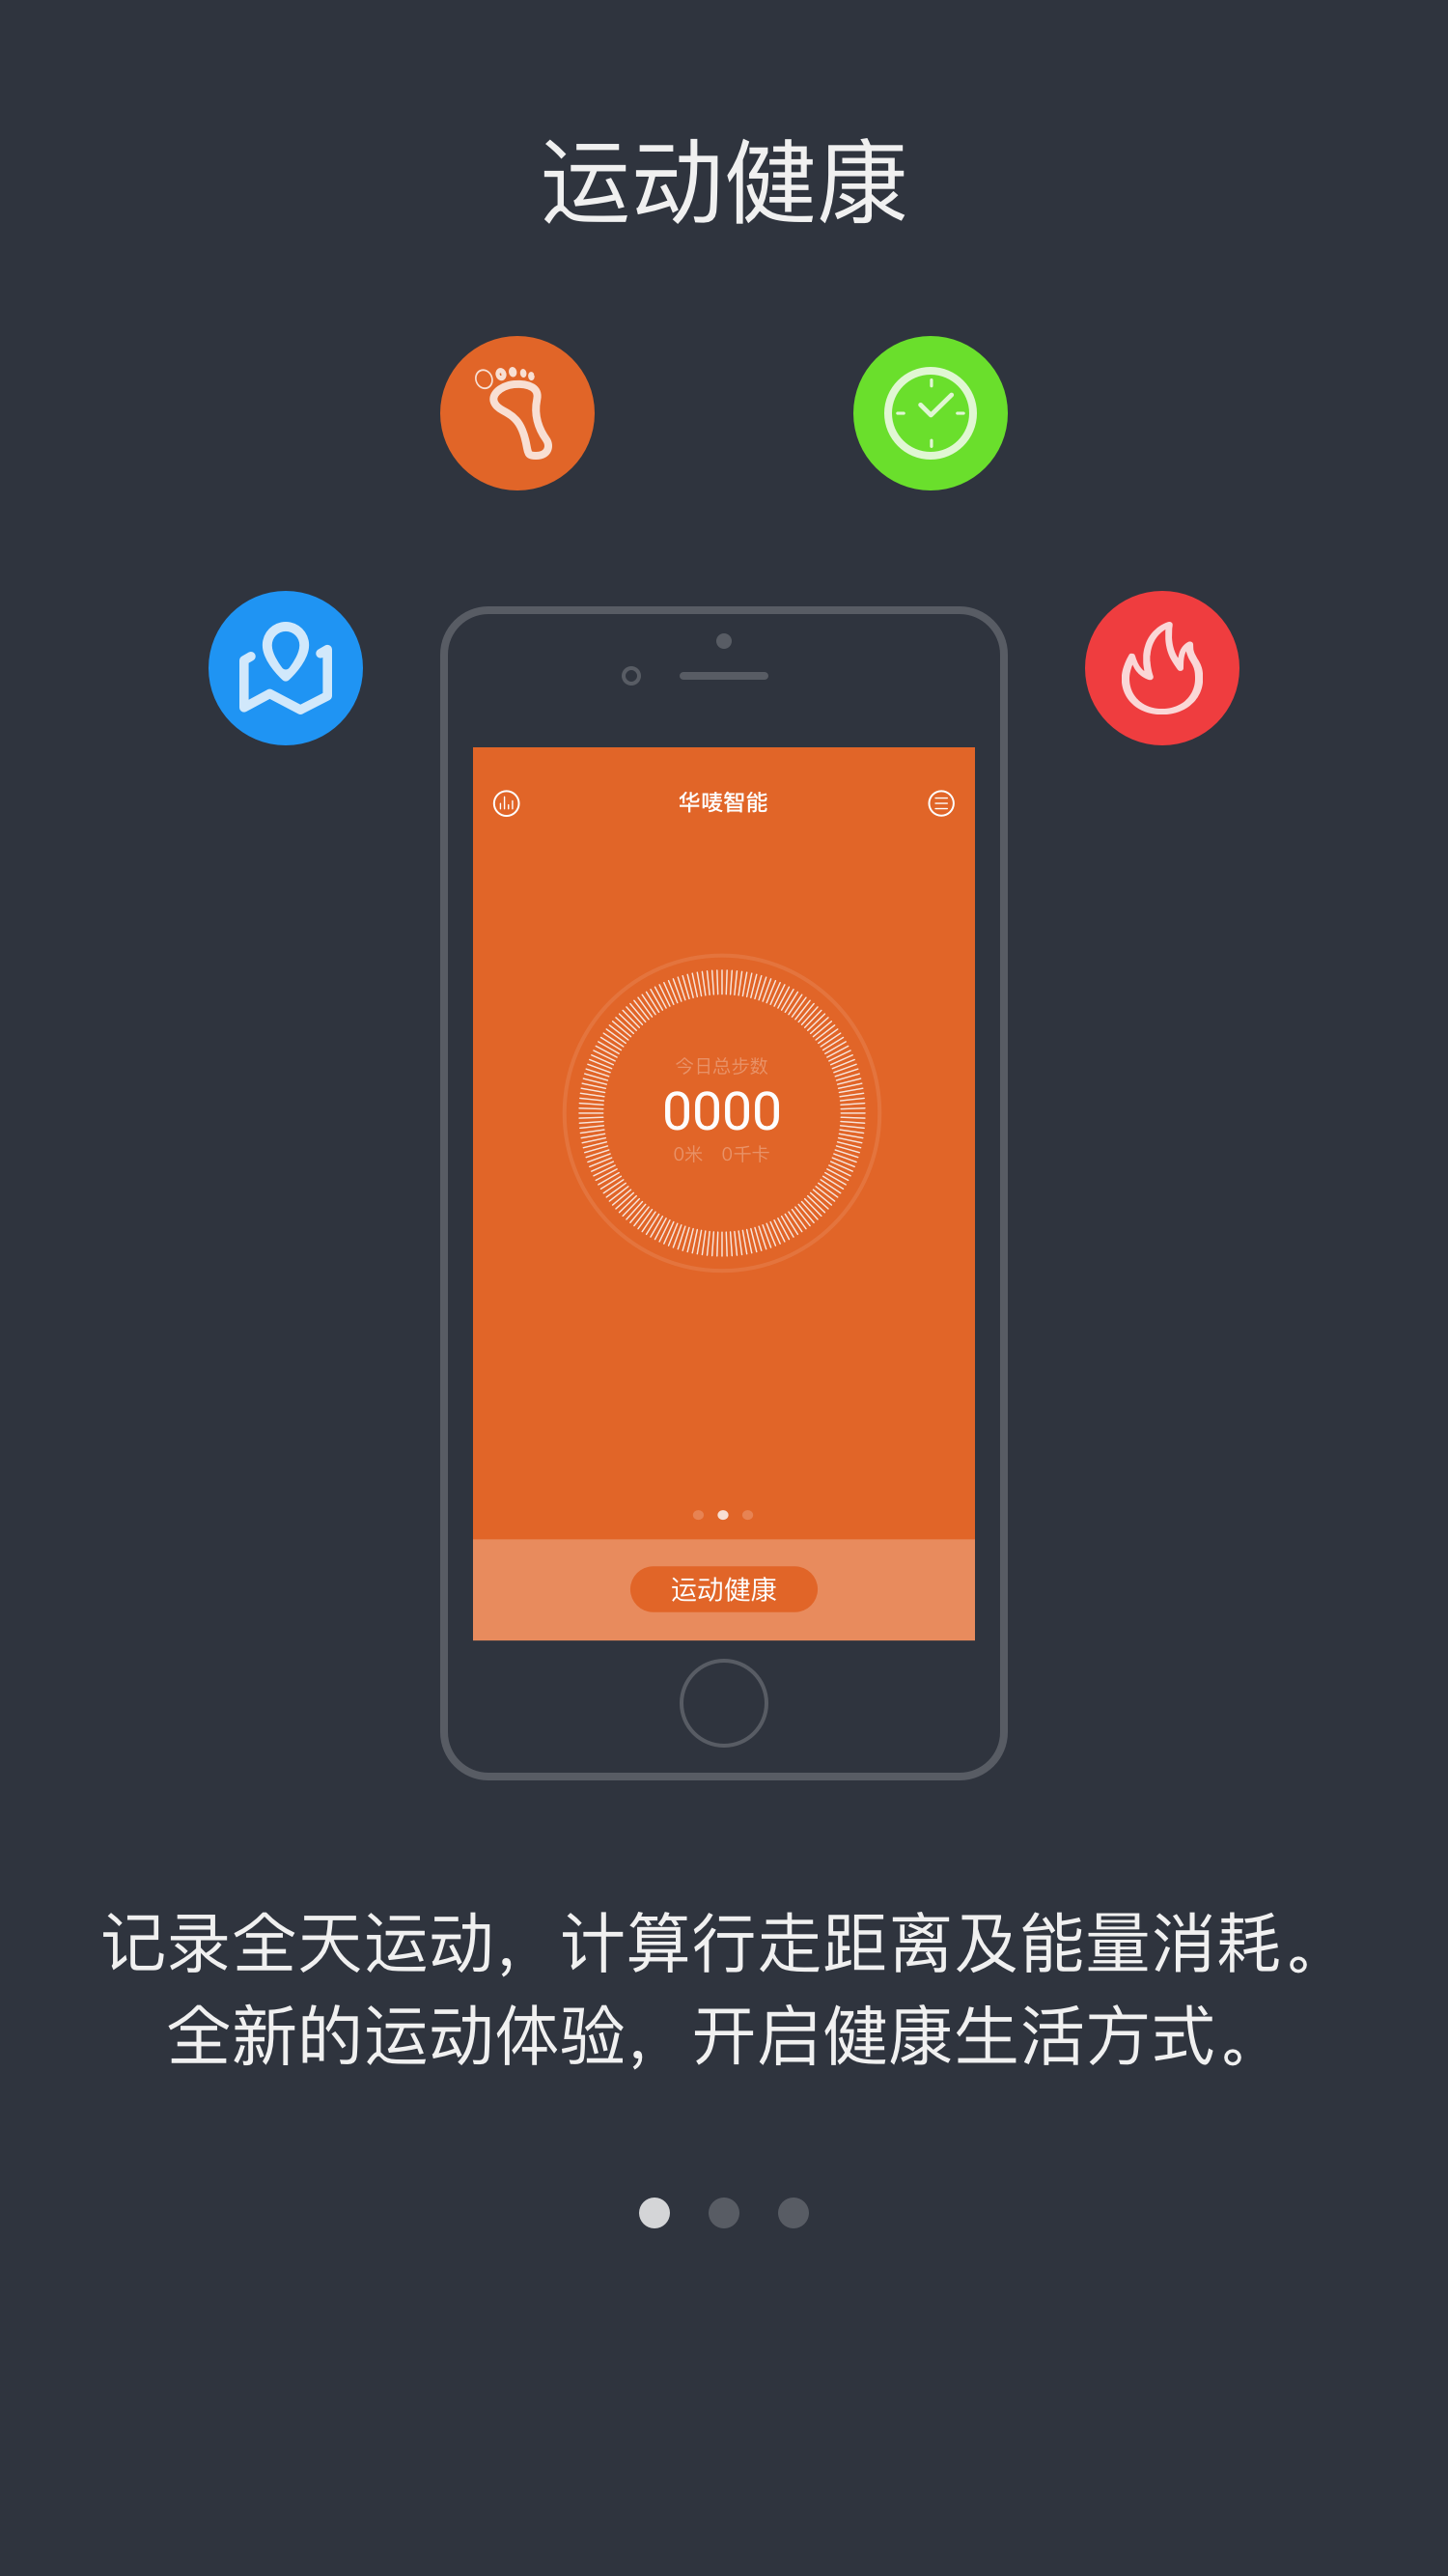 运动健康
华唛智能
今日总步数
0000
0米 0千卡
运动健康
记录全天运动，计算行走距离及能量消耗。
全新的运动体验，开启健康生活方式。